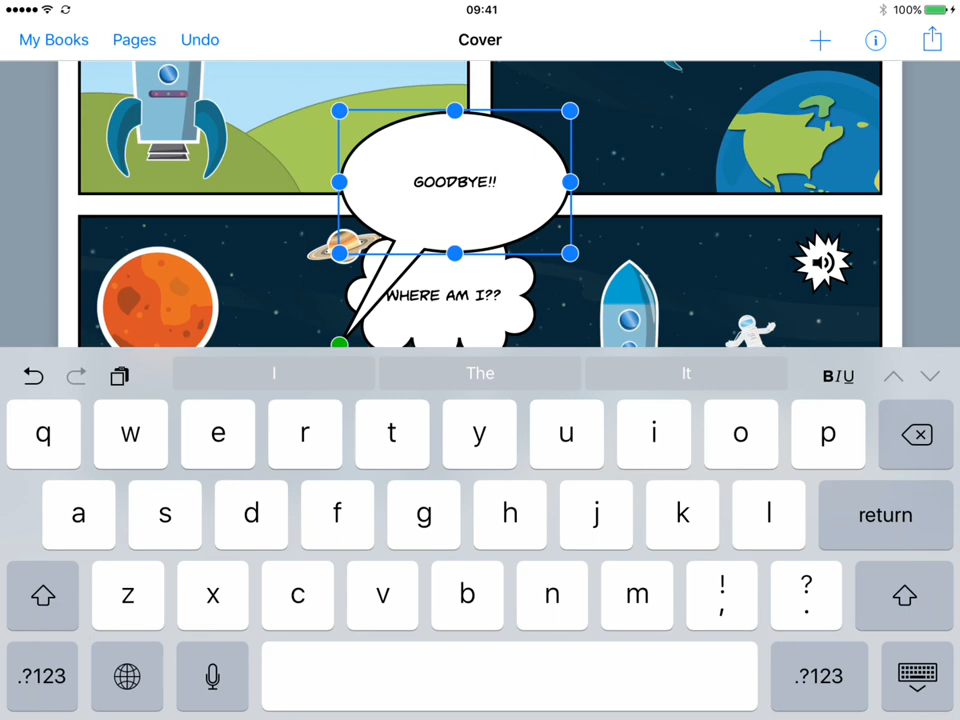 09:41
100%
My Books Pages Undo
Cover
GOODBYE!!
WHERE AM I??
I The It
BIU
q w e r t y u i o p
a s d f g h j k l return
z x c v b n m ! , ? .
.?123 .?123